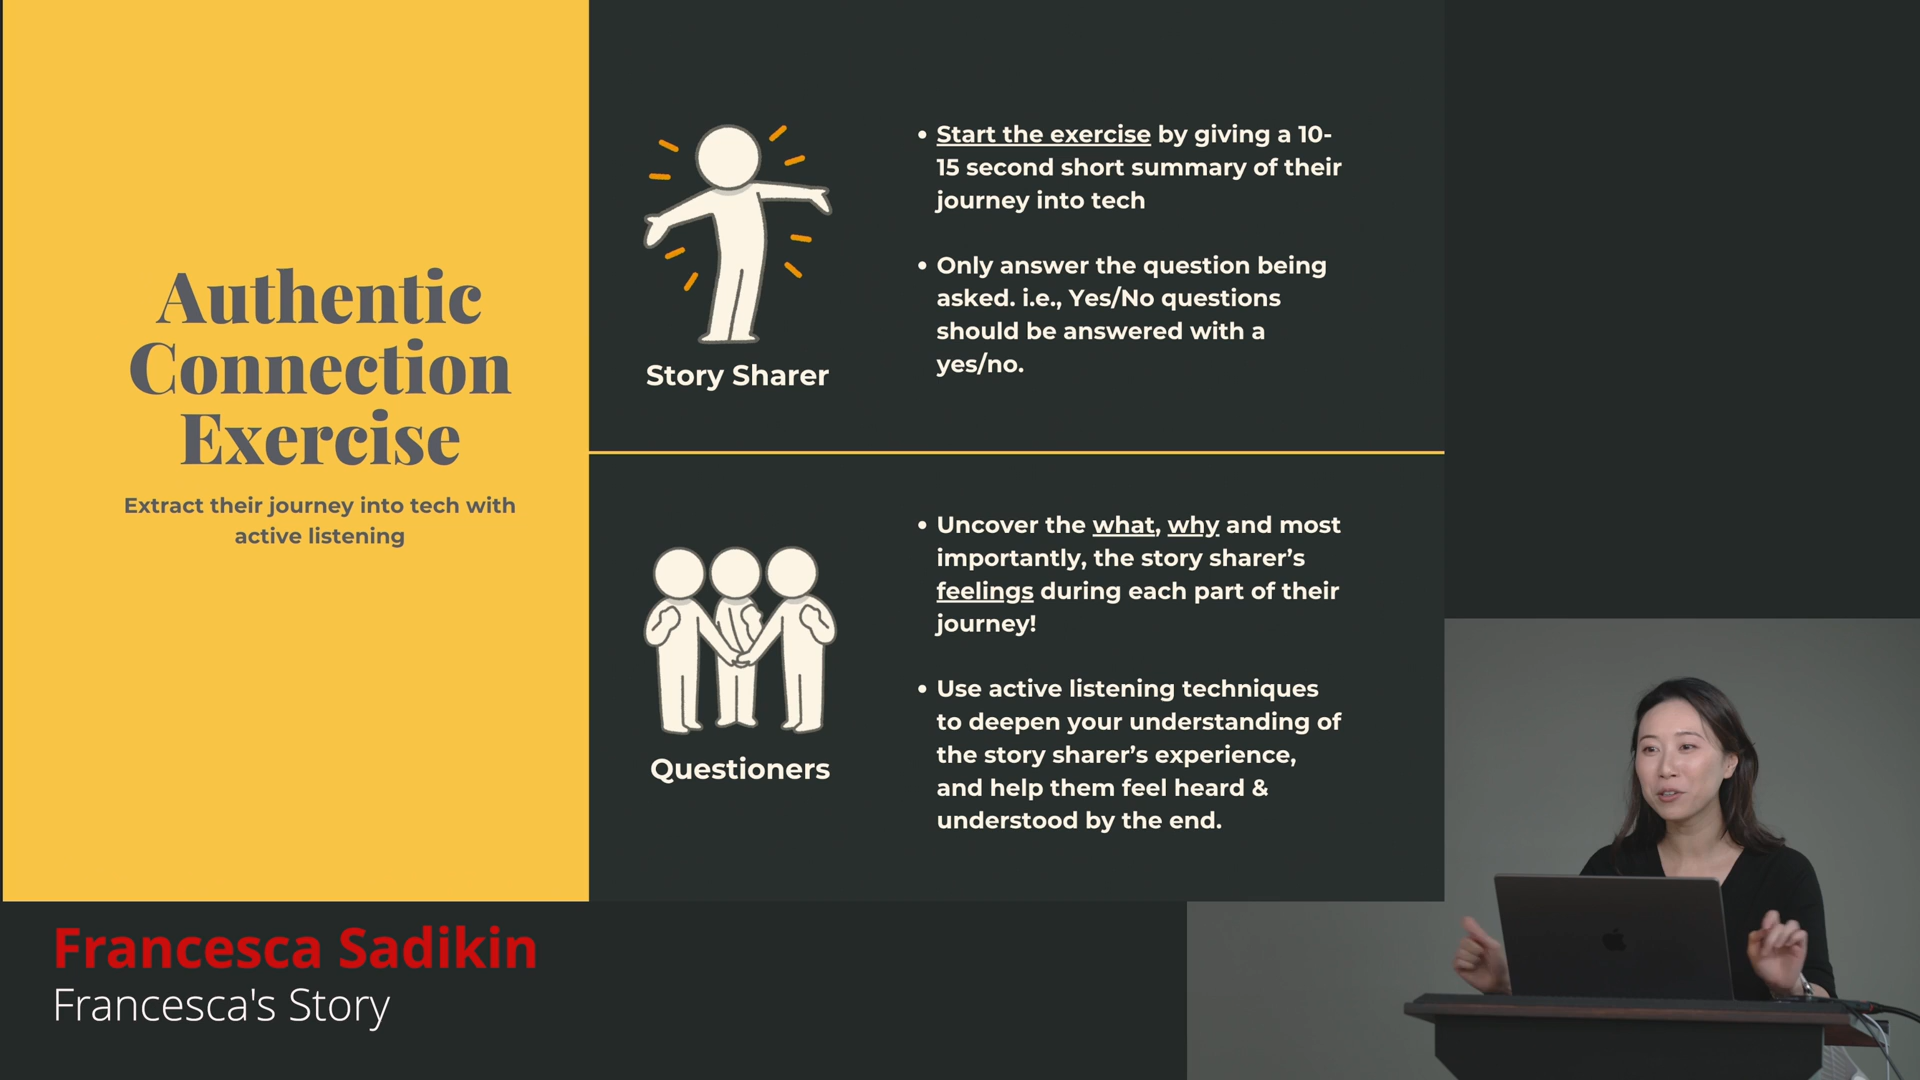 Authentic
Connection
Exercise
Extract their journey into tech with
active listening
Story Sharer
• Start the exercise by giving a 10-
15 second short summary of their
journey into tech
• Only answer the question being
asked. i.e., Yes/No questions
should be answered with a
yes/no.
Questioners
• Uncover the what, why and most
importantly, the story sharer’s
feelings during each part of their
journey!
• Use active listening techniques
to deepen your understanding of
the story sharer’s experience,
and help them feel heard &
understood by the end.
Francesca Sadikin
Francesca's Story